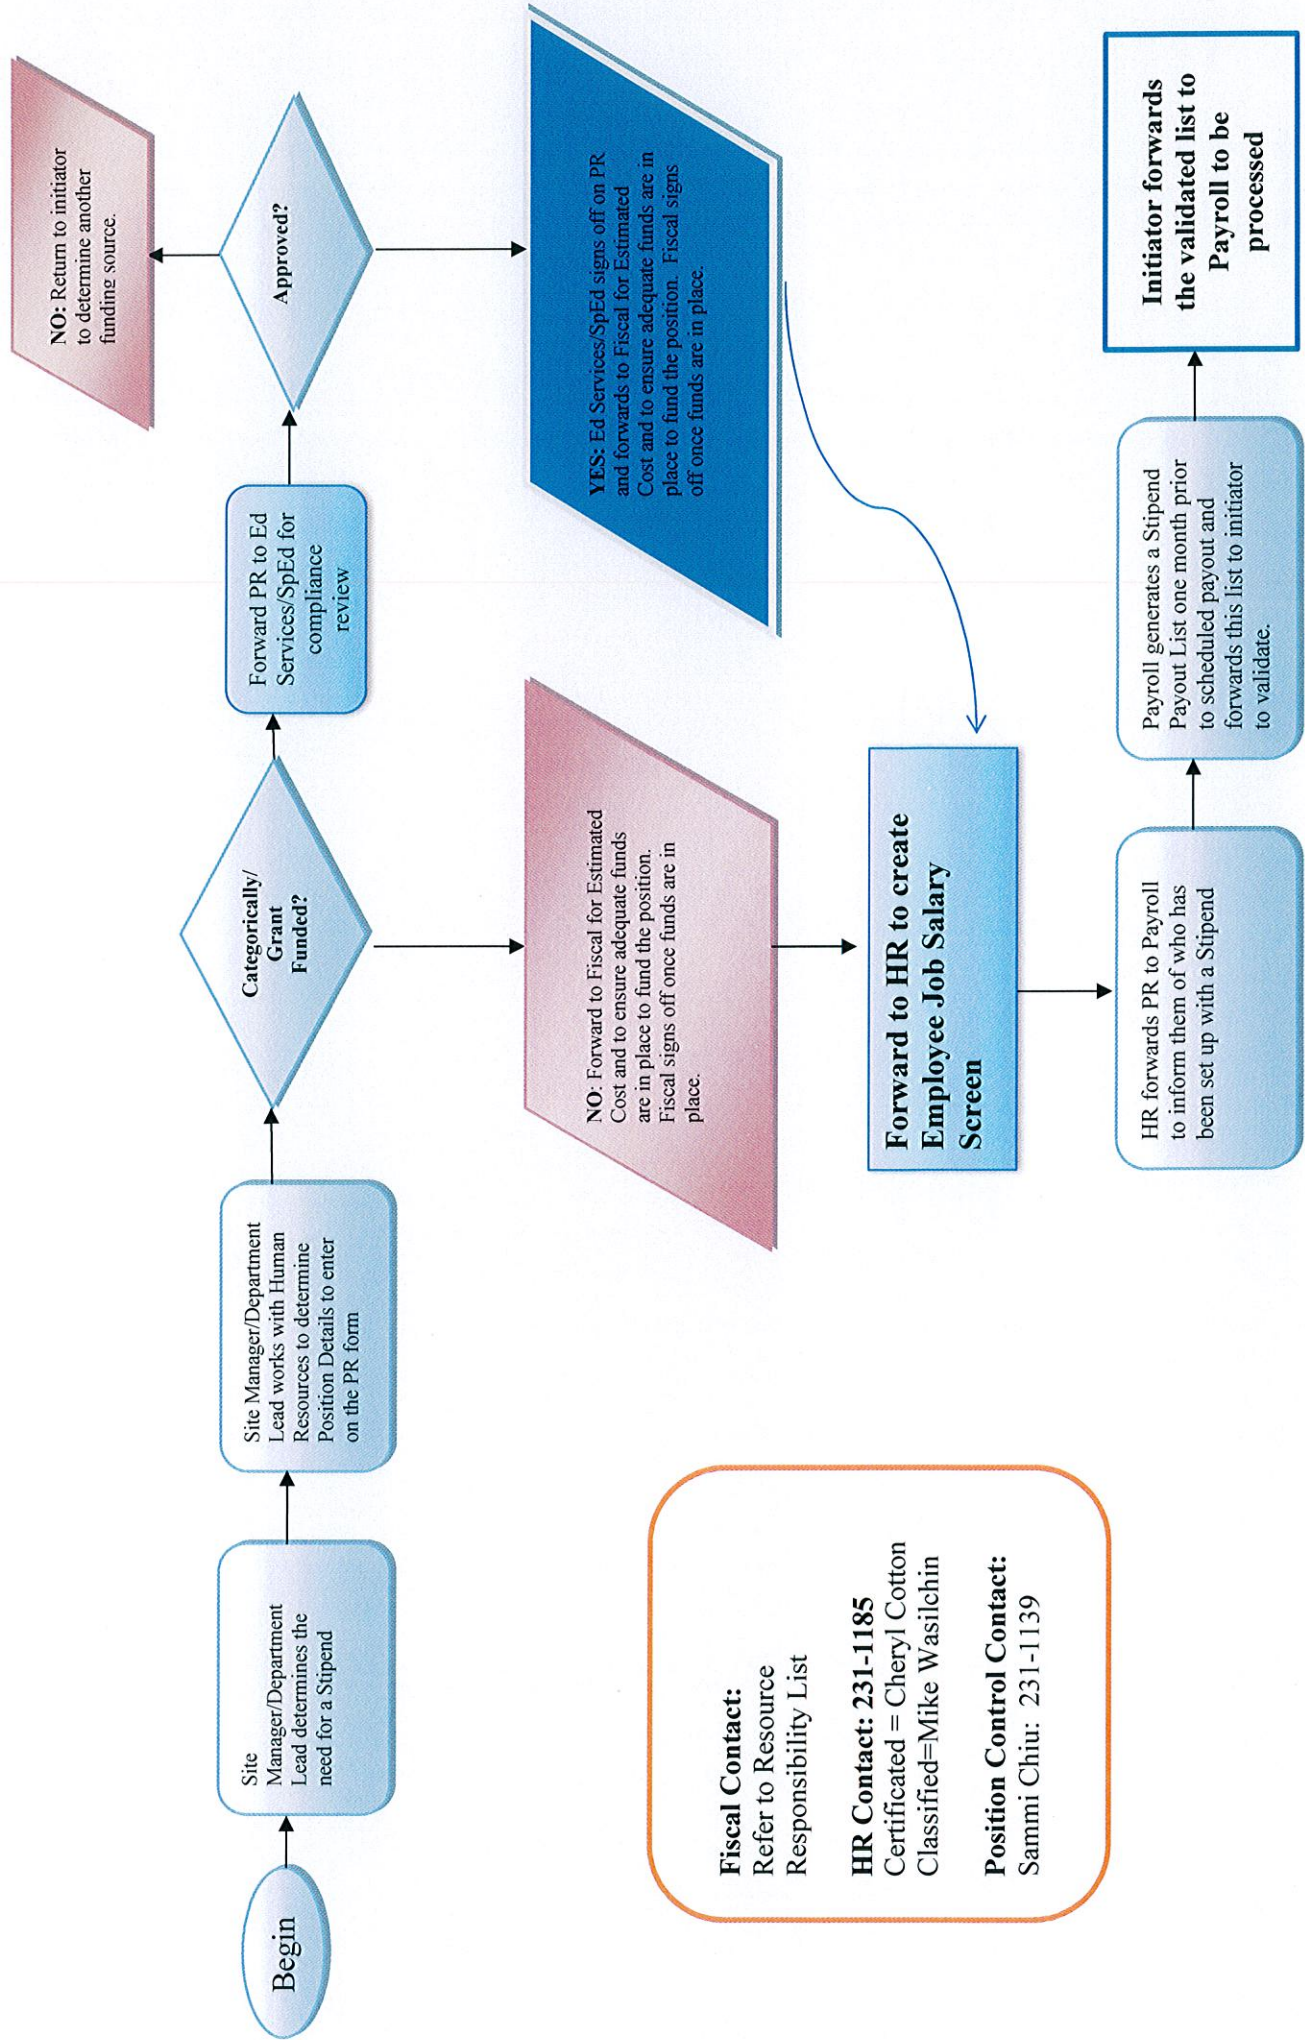 Begin
Site
Manager/Department
Lead determines the
need for a Stipend
Site Manager/Department
Lead works with Human
Resources to determine
Position Details to enter
on the PR form
Categorically/
Grant
Funded?
Forward PR to Ed
Services/SpEd for
compliance
review
Approved?
NO: Return to initiator
to determine another
funding source.
YES: Ed Services/SpEd signs off on PR
and forwards to Fiscal for Estimated
Cost and to ensure adequate funds are in
place to fund the position.  Fiscal signs
off once funds are in place.
NO: Forward to Fiscal for Estimated
Cost and to ensure adequate funds
are in place to fund the position.
Fiscal signs off once funds are in
place.
Forward to HR to create
Employee Job Salary
Screen
HR forwards PR to Payroll
to inform them of who has
been set up with a Stipend
Payroll generates a Stipend
Payout List one month prior
to scheduled payout and
forwards this list to initiator
to validate.
Initiator forwards
the validated list to
Payroll to be
processed
Fiscal Contact:
Refer to Resource
Responsibility List
HR Contact: 231-1185
Certificated = Cheryl Cotton
Classified=Mike Wasilchin
Position Control Contact:
Sammi Chiu:  231-1139